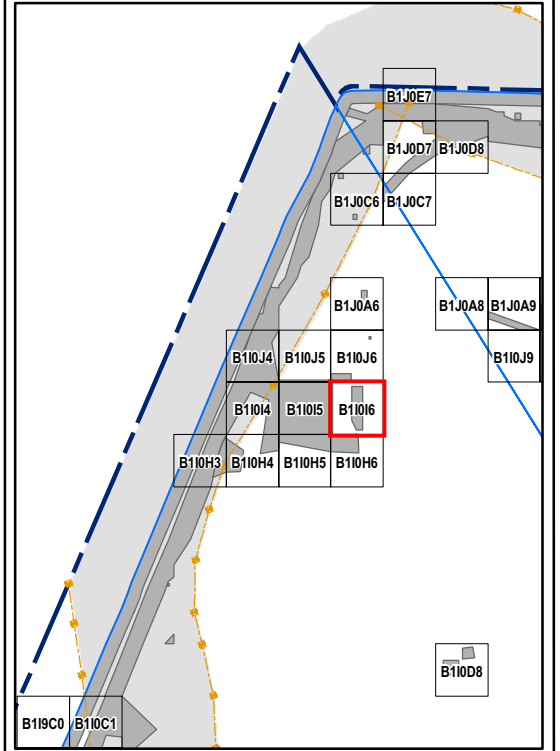 B1J0E7
B1J0D7 B1J0D8
B1J0C6 B1J0C7
B1J0A6 B1J0A8 B1J0A9
B1I0J4 B1I0J5 B1I0J6 B1I0J9
B1I0I4 B1I0I5 B1I0I6
B1I0H3 B1I0H4 B1I0H5 B1I0H6
B1I0D8
B1I9C0 B1I0C1